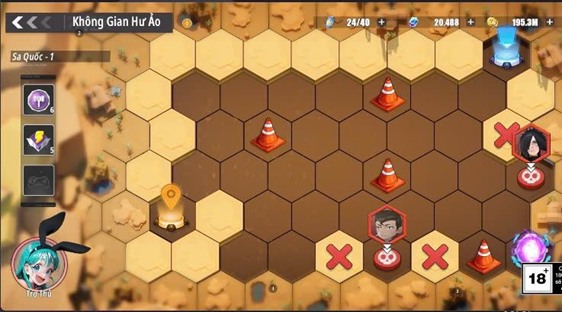 Không Gian Hư Ảo
24/40
20.488
195.3M
Sa Quốc - 1
6
5
Trợ Thủ
18+